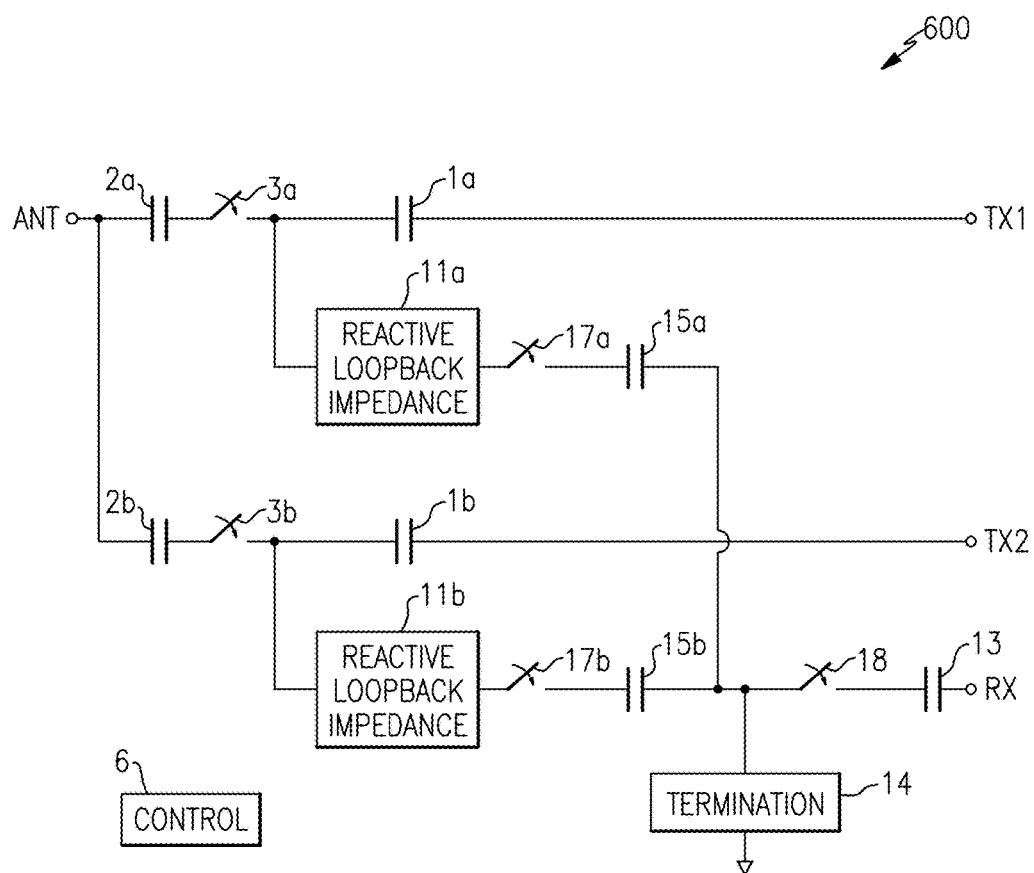 600
2a
3a
1a
ANT
TX1
11a
REACTIVE
LOOPBACK
IMPEDANCE
17a
15a
2b
3b
1b
TX2
11b
REACTIVE
LOOPBACK
IMPEDANCE
17b
15b
18
13
RX
6
CONTROL
TERMINATION
14